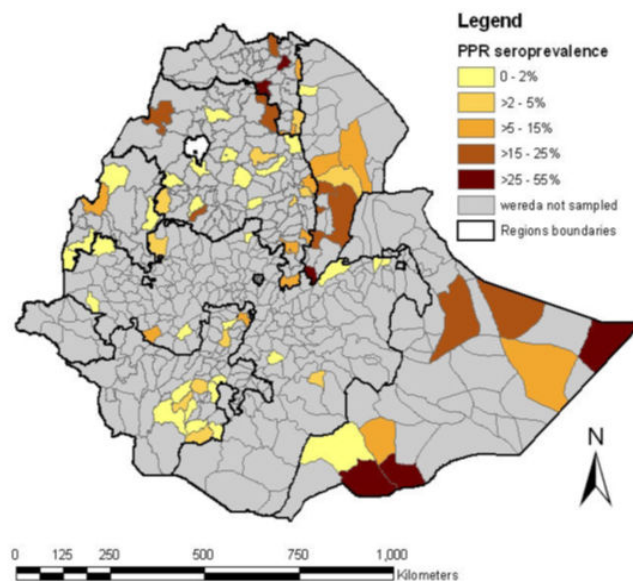 Legend
PPR seroprevalence
0 - 2%
>2 - 5%
>5 - 15%
>15 - 25%
>25 - 55%
wereda not sampled
Regions boundaries
N
0 125 250 500 750 1,000
Kilometers